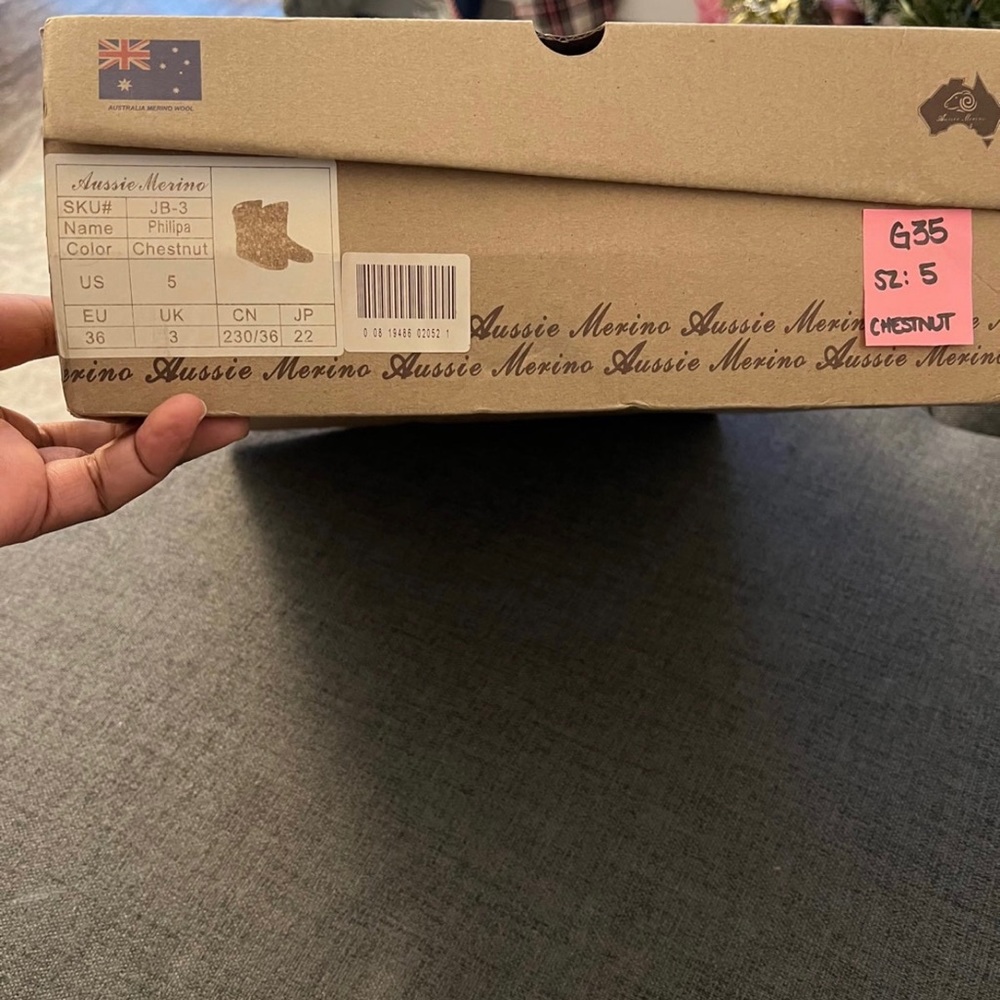 AUSTRALIA MERINO WOOL
Aussie Merino
Aussie Merino
SKU# JB-3
Name Philipa
Color Chestnut
US 5
EU UK CN JP
36 3 230/36 22
0 08 19486 02052 1
G35
SZ: 5
CHESTNUT
Aussie Merino Aussie Merin e
erino Aussie Merino Aussie Merino Aussie Merino Aussie Merino